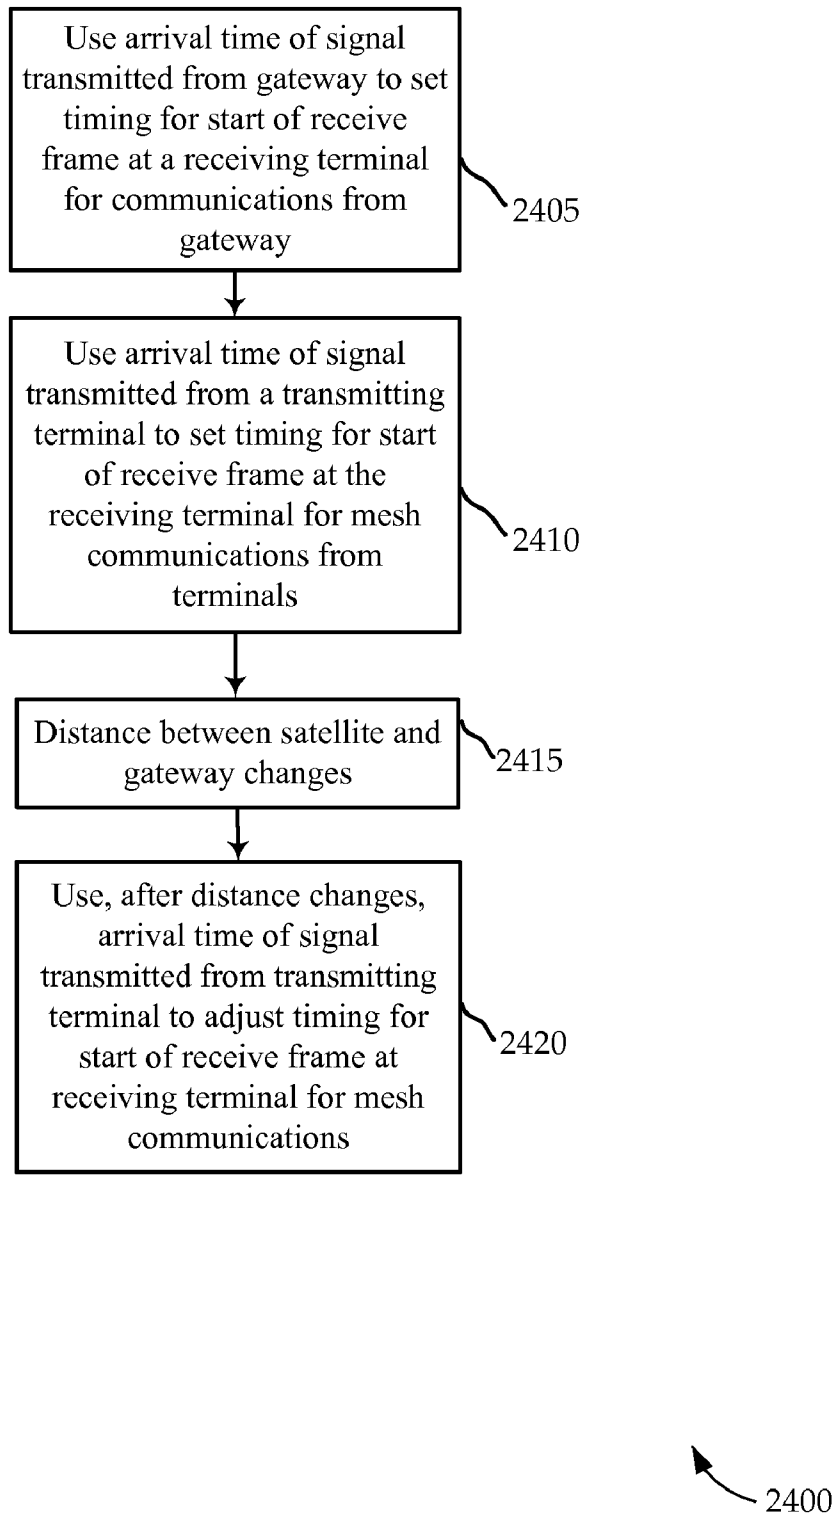 Use arrival time of signal
transmitted from gateway to set
timing for start of receive
frame at a receiving terminal
for communications from
gateway
2405
Use arrival time of signal
transmitted from a transmitting
terminal to set timing for start
of receive frame at the
receiving terminal for mesh
communications from
terminals
2410
Distance between satellite and
gateway changes
2415
Use, after distance changes,
arrival time of signal
transmitted from transmitting
terminal to adjust timing for
start of receive frame at
receiving terminal for mesh
communications
2420
2400